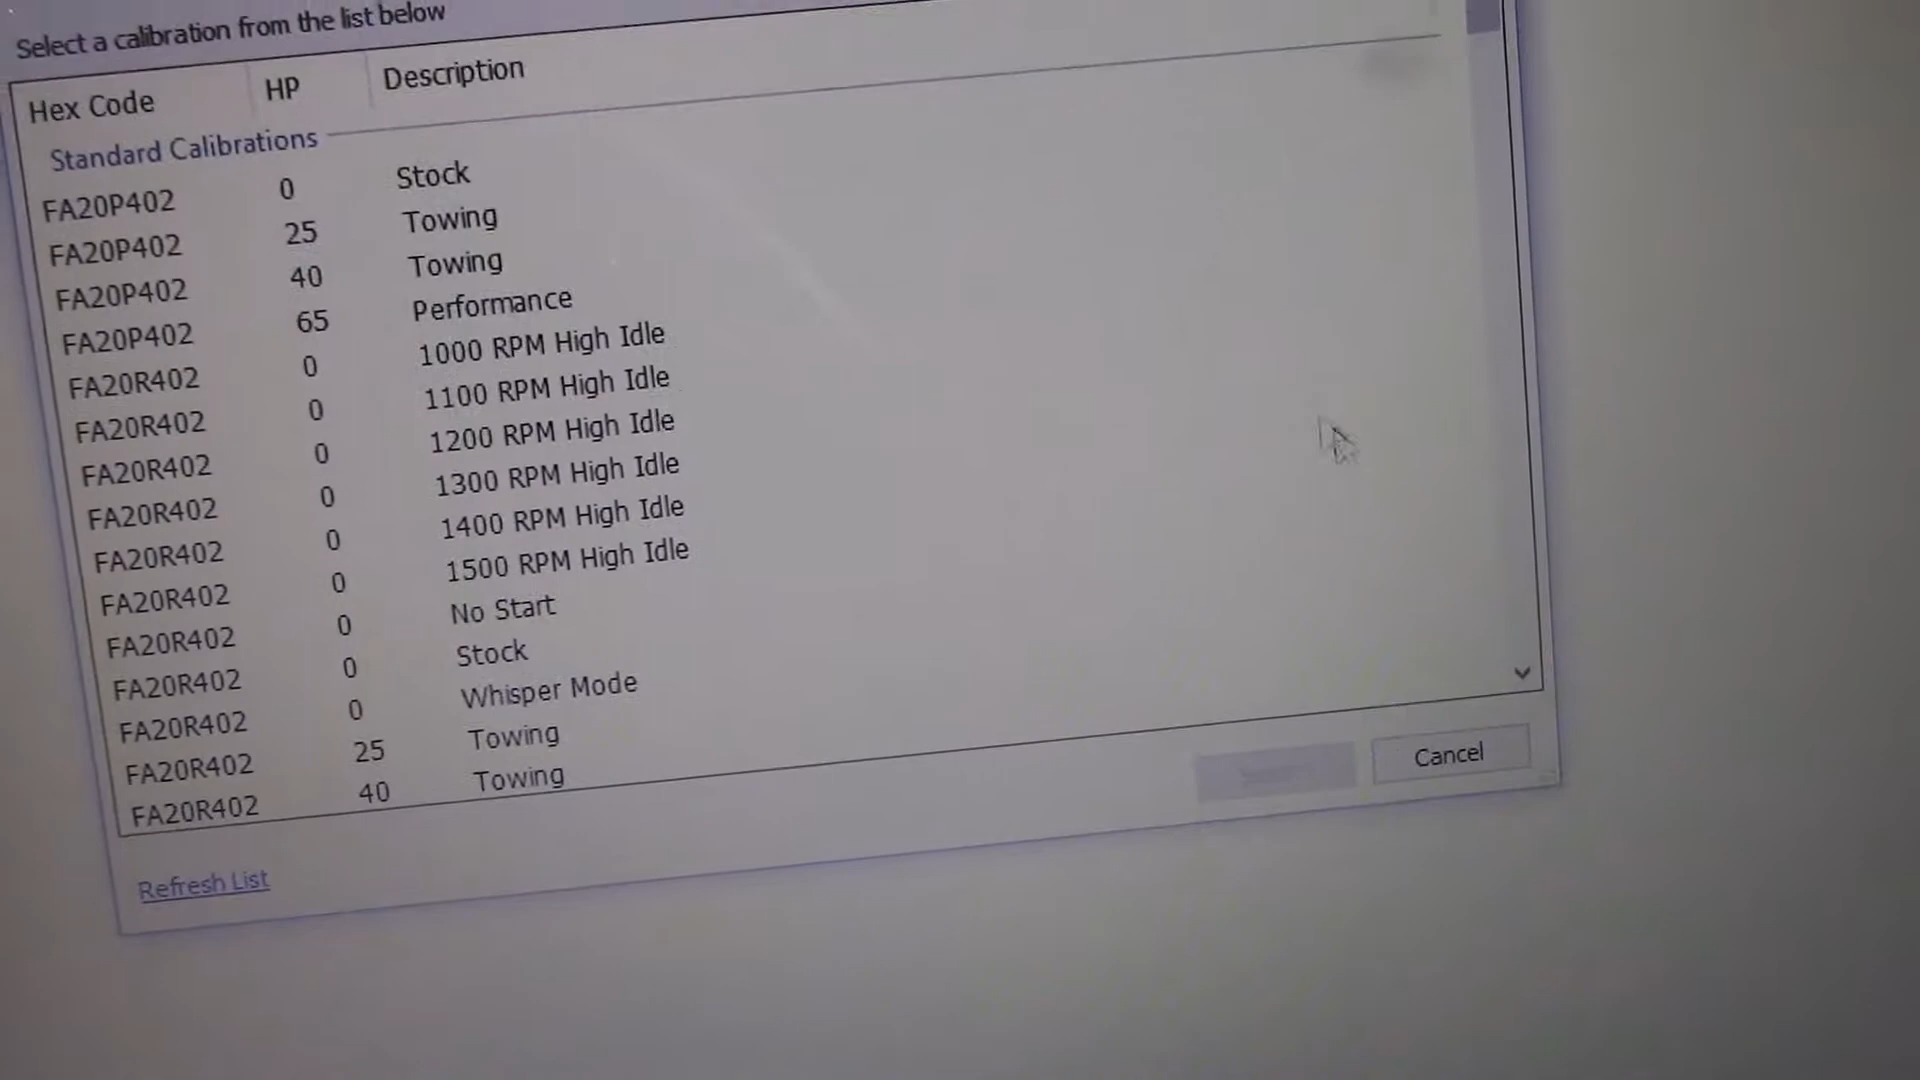 Select a calibration from the list below
Hex Code HP Description
Standard Calibrations
FA20P402 0 Stock
FA20P402 25 Towing
FA20P402 40 Towing
FA20P402 65 Performance
FA20R402 0 1000 RPM High Idle
FA20R402 0 1100 RPM High Idle
FA20R402 0 1200 RPM High Idle
FA20R402 0 1300 RPM High Idle
FA20R402 0 1400 RPM High Idle
FA20R402 0 1500 RPM High Idle
FA20R402 0 No Start
FA20R402 0 Stock
FA20R402 0 Whisper Mode
FA20R402 25 Towing
FA20R402 40 Towing
Cancel
Refresh List